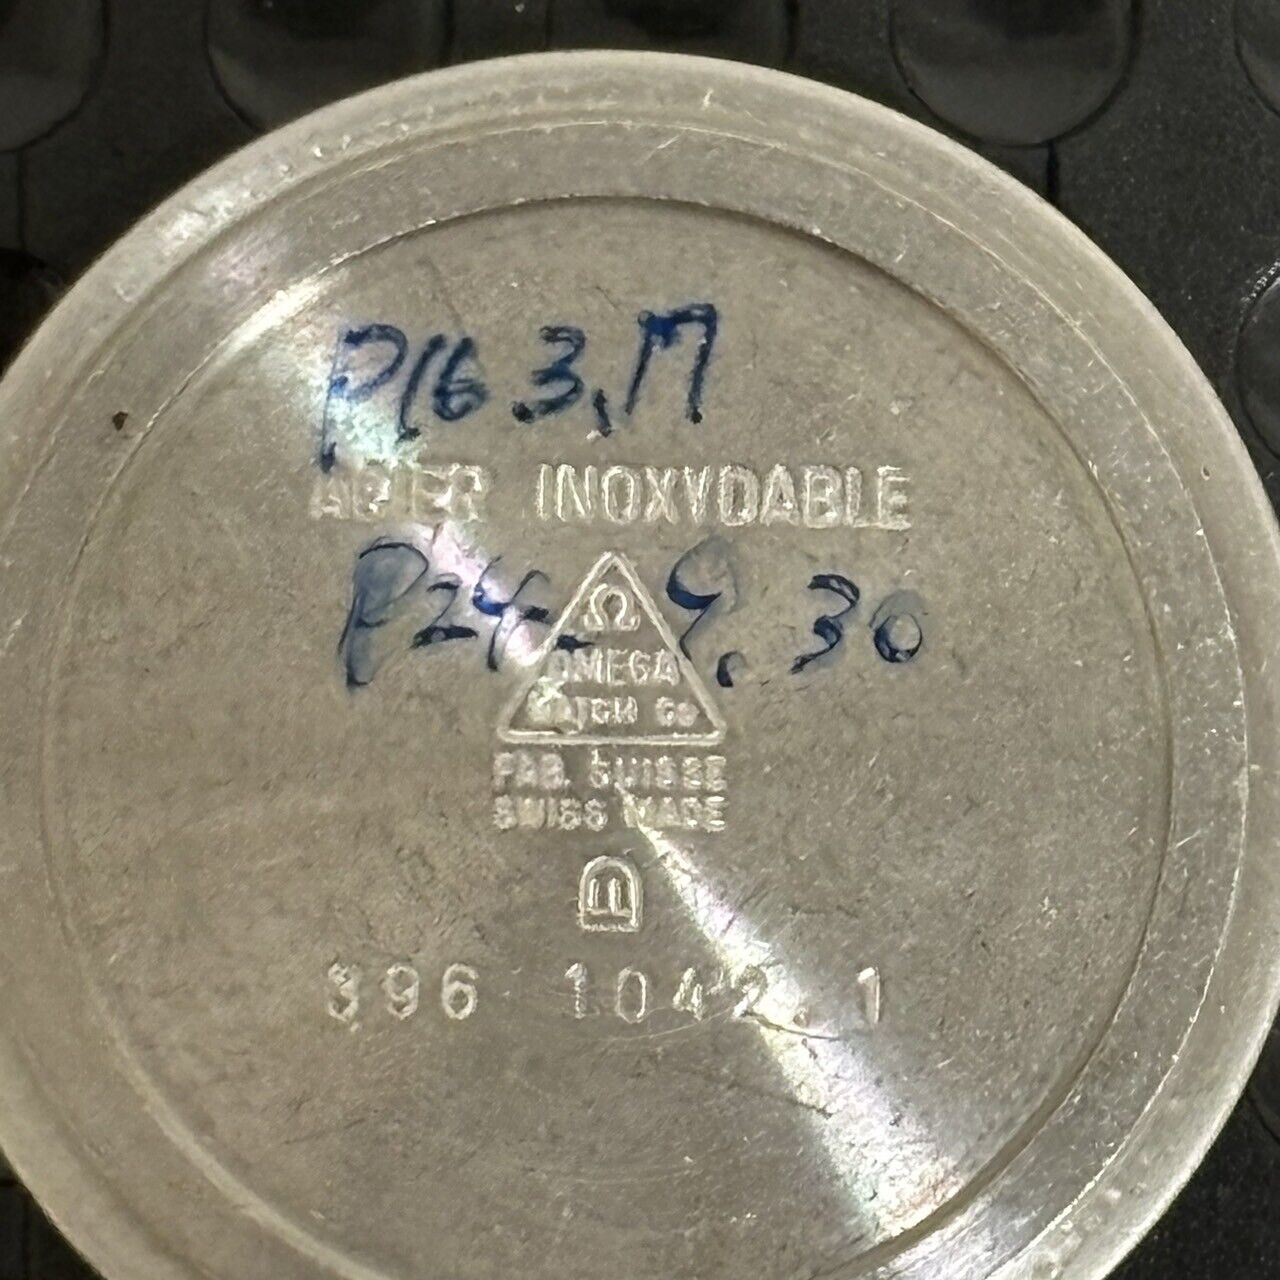 P16 3,17
ACIER INOXYDABLE
P24 9.30
Ω
OMEGA
WATCH Co
FAB. SUISSE
SWISS MADE
B
396 1042.1